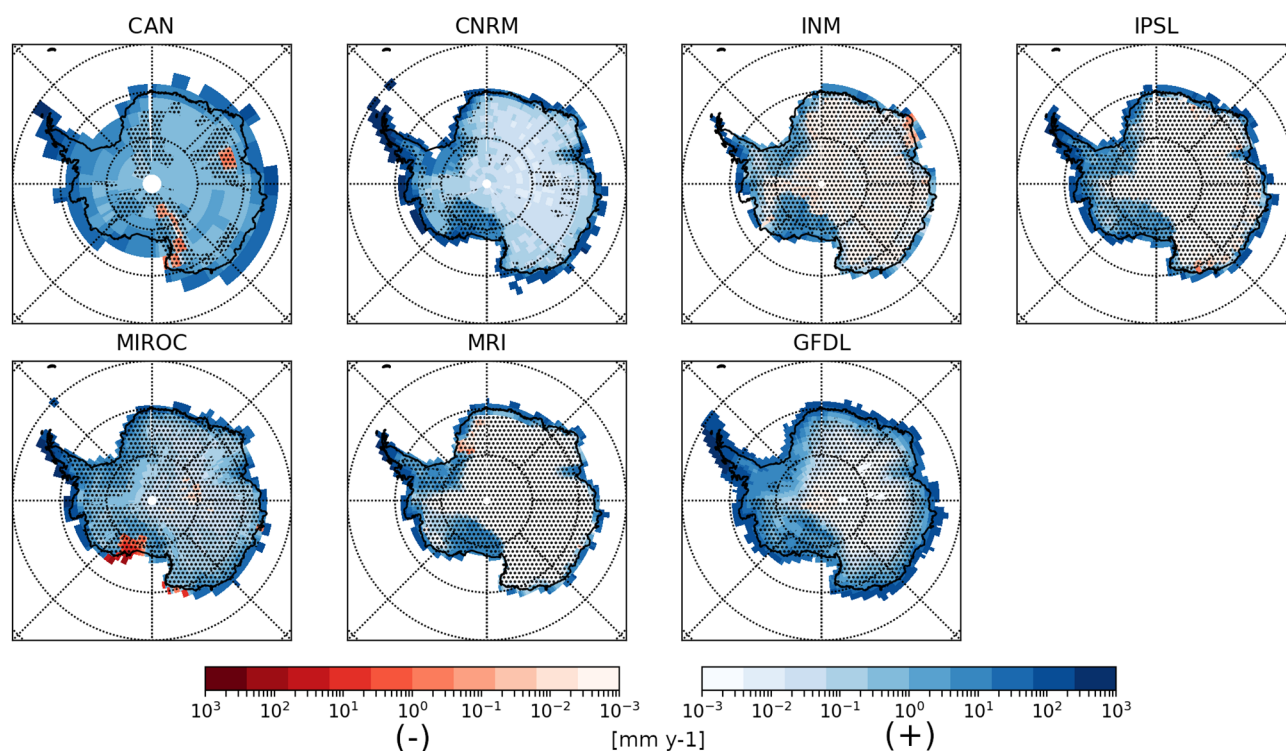 CAN CNRM INM IPSL
MIROC MRI GFDL
10³ 10² 10¹ 10⁰ 10⁻¹ 10⁻² 10⁻³ 10⁻³ 10⁻² 10⁻¹ 10⁰ 10¹ 10² 10³
(-) [mm y-1] (+)